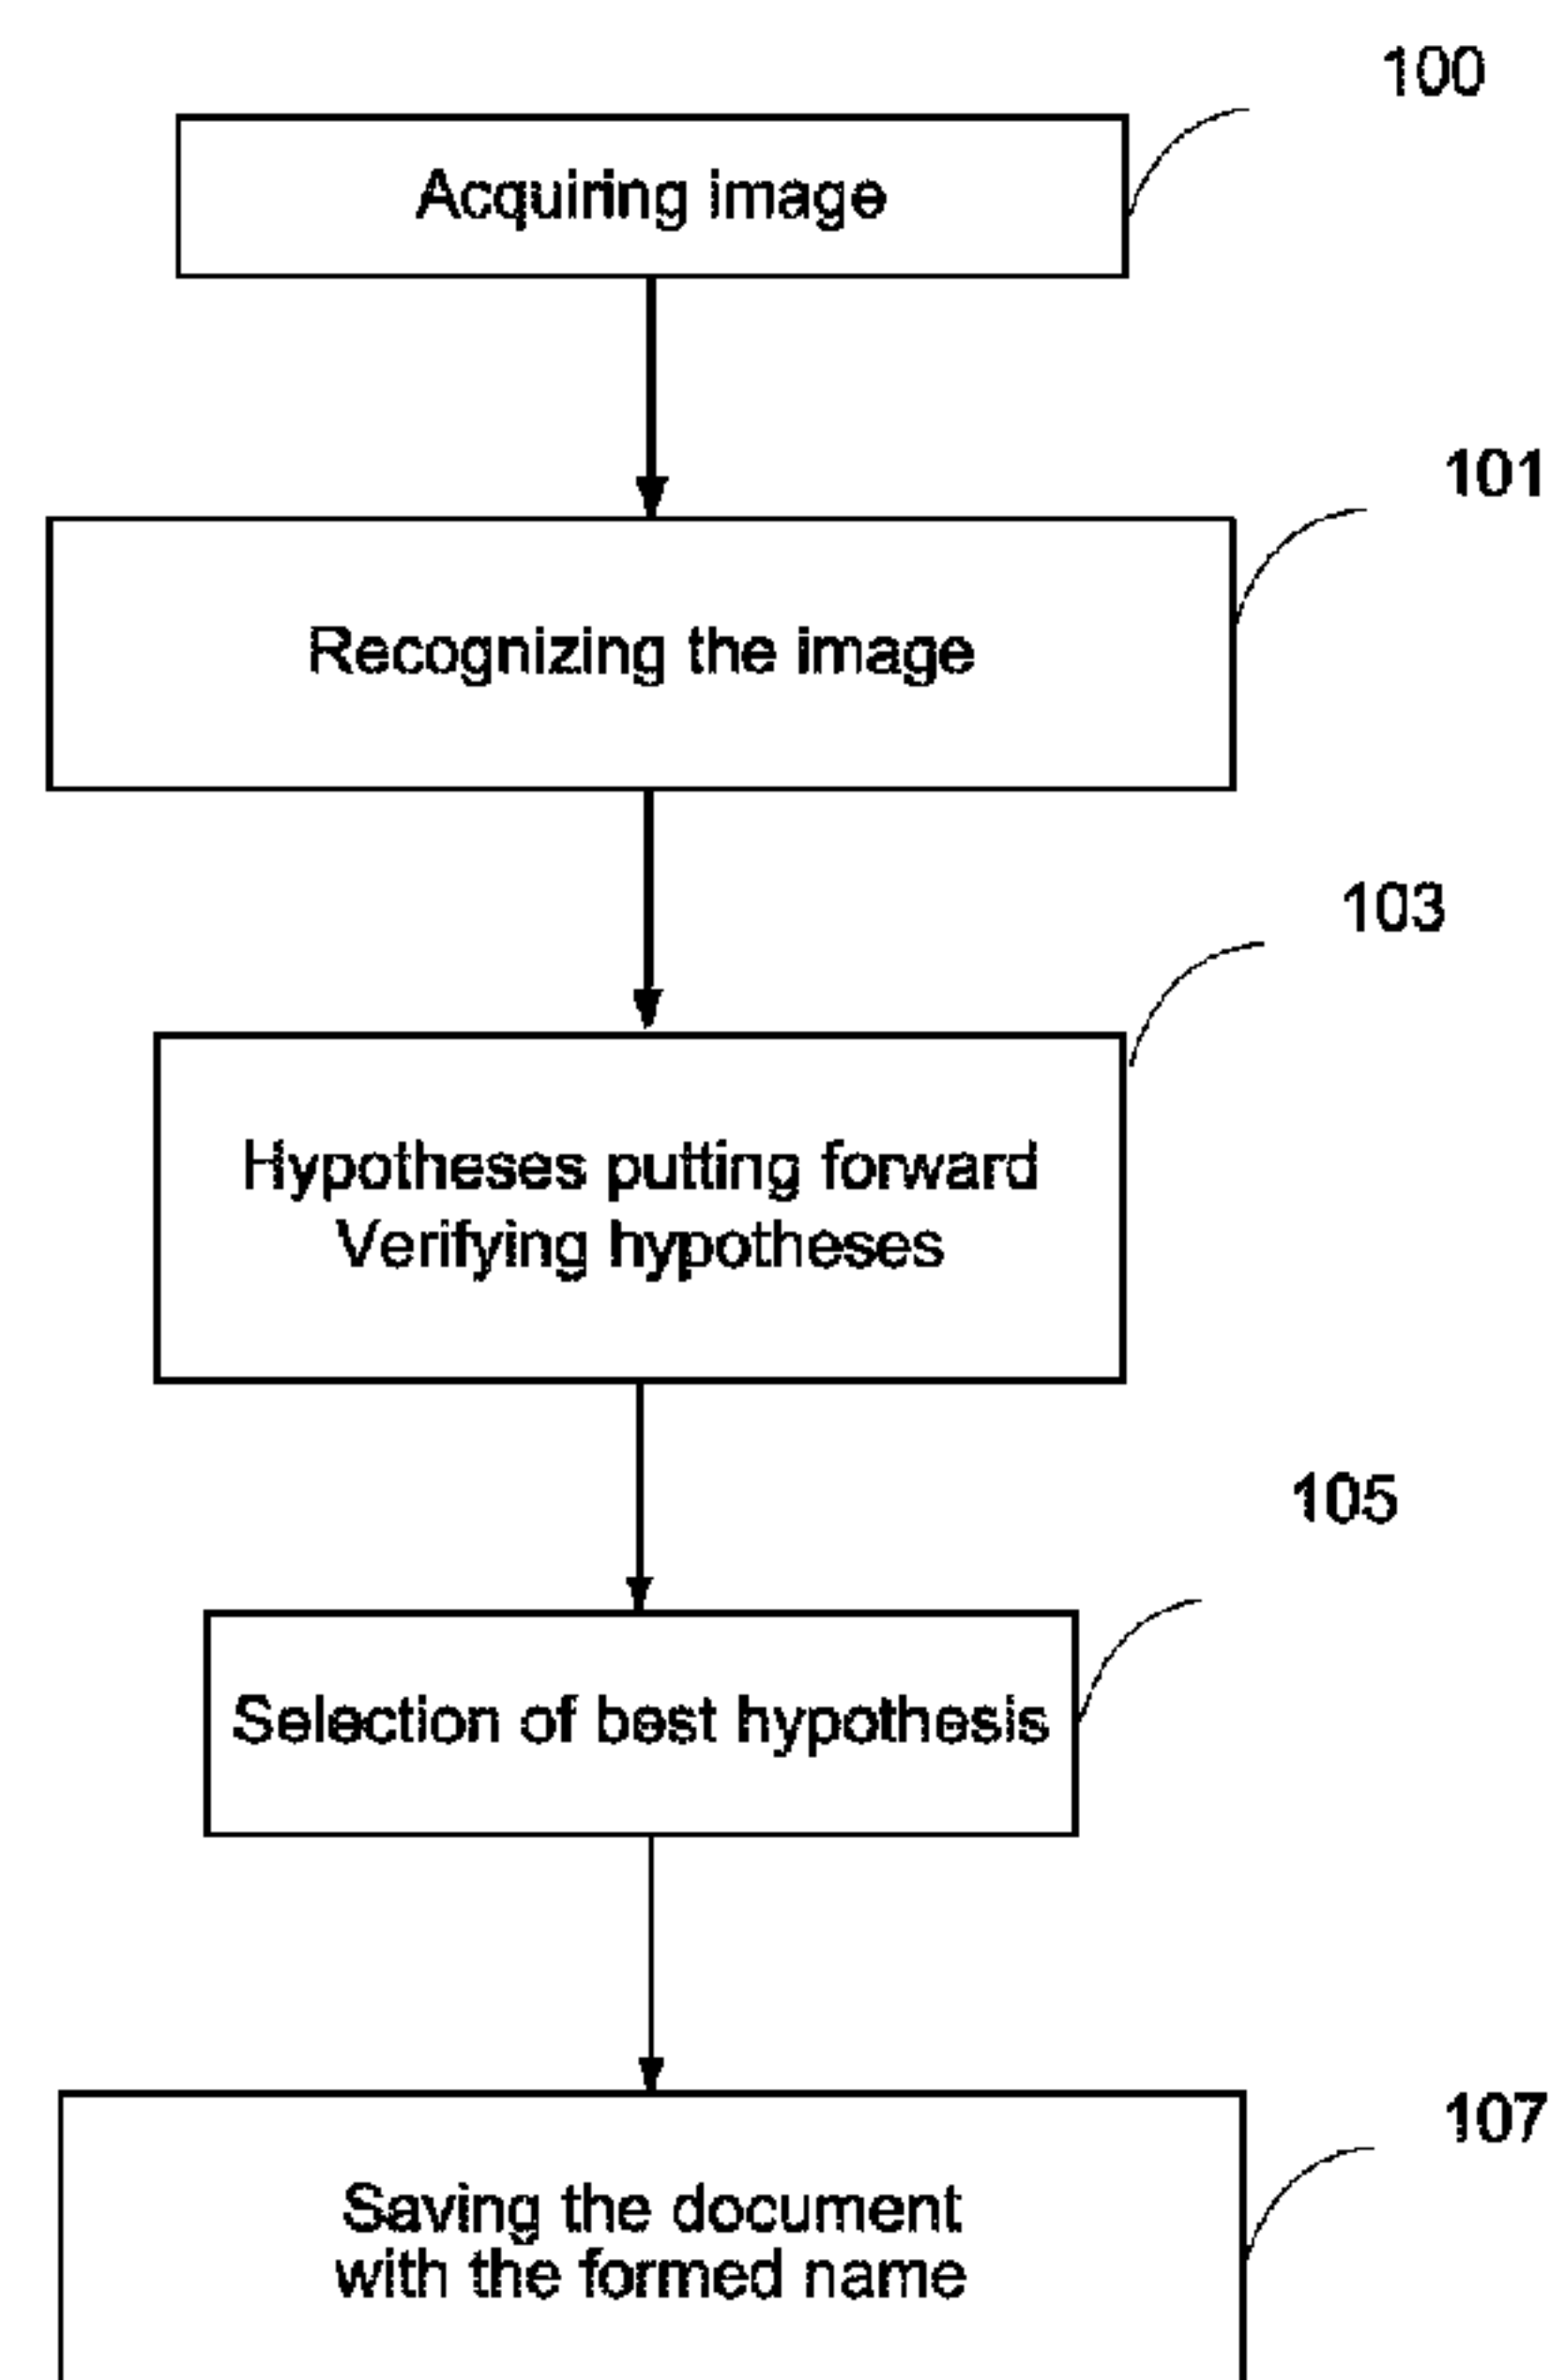 100
Acquiring image
101
Recognizing the image
103
Hypotheses putting forward
Verifying hypotheses
105
Selection of best hypothesis
107
Saving the document
with the formed name